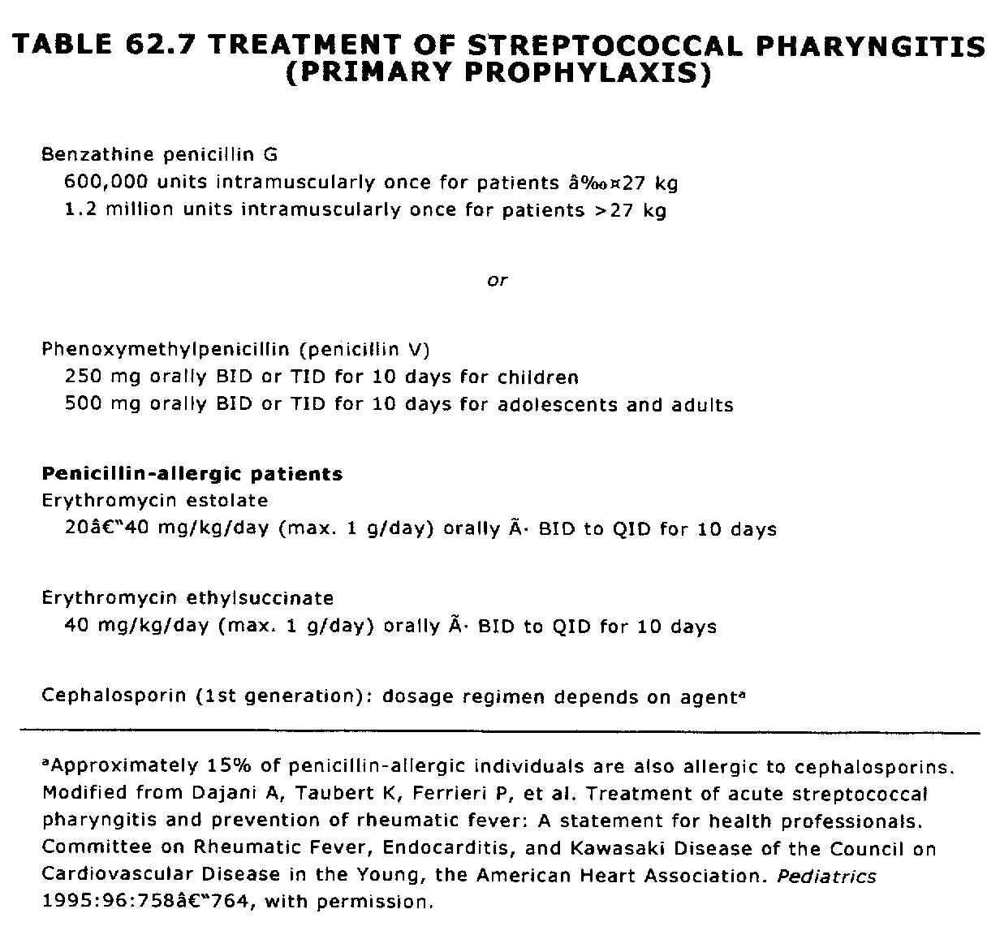 TABLE 62.7 TREATMENT OF STREPTOCOCCAL PHARYNGITIS
(PRIMARY PROPHYLAXIS)
Benzathine penicillin G
600,000 units intramuscularly once for patients â‰¤27 kg
1.2 million units intramuscularly once for patients >27 kg
or
Phenoxymethylpenicillin (penicillin V)
250 mg orally BID or TID for 10 days for children
500 mg orally BID or TID for 10 days for adolescents and adults
Penicillin-allergic patients
Erythromycin estolate
20â€“40 mg/kg/day (max. 1 g/day) orally Ã· BID to QID for 10 days
Erythromycin ethylsuccinate
40 mg/kg/day (max. 1 g/day) orally Ã· BID to QID for 10 days
Cephalosporin (1st generation): dosage regimen depends on agentᵃ
ᵃApproximately 15% of penicillin-allergic individuals are also allergic to cephalosporins.
Modified from Dajani A, Taubert K, Ferrieri P, et al. Treatment of acute streptococcal
pharyngitis and prevention of rheumatic fever: A statement for health professionals.
Committee on Rheumatic Fever, Endocarditis, and Kawasaki Disease of the Council on
Cardiovascular Disease in the Young, the American Heart Association. Pediatrics
1995:96:758â€“764, with permission.